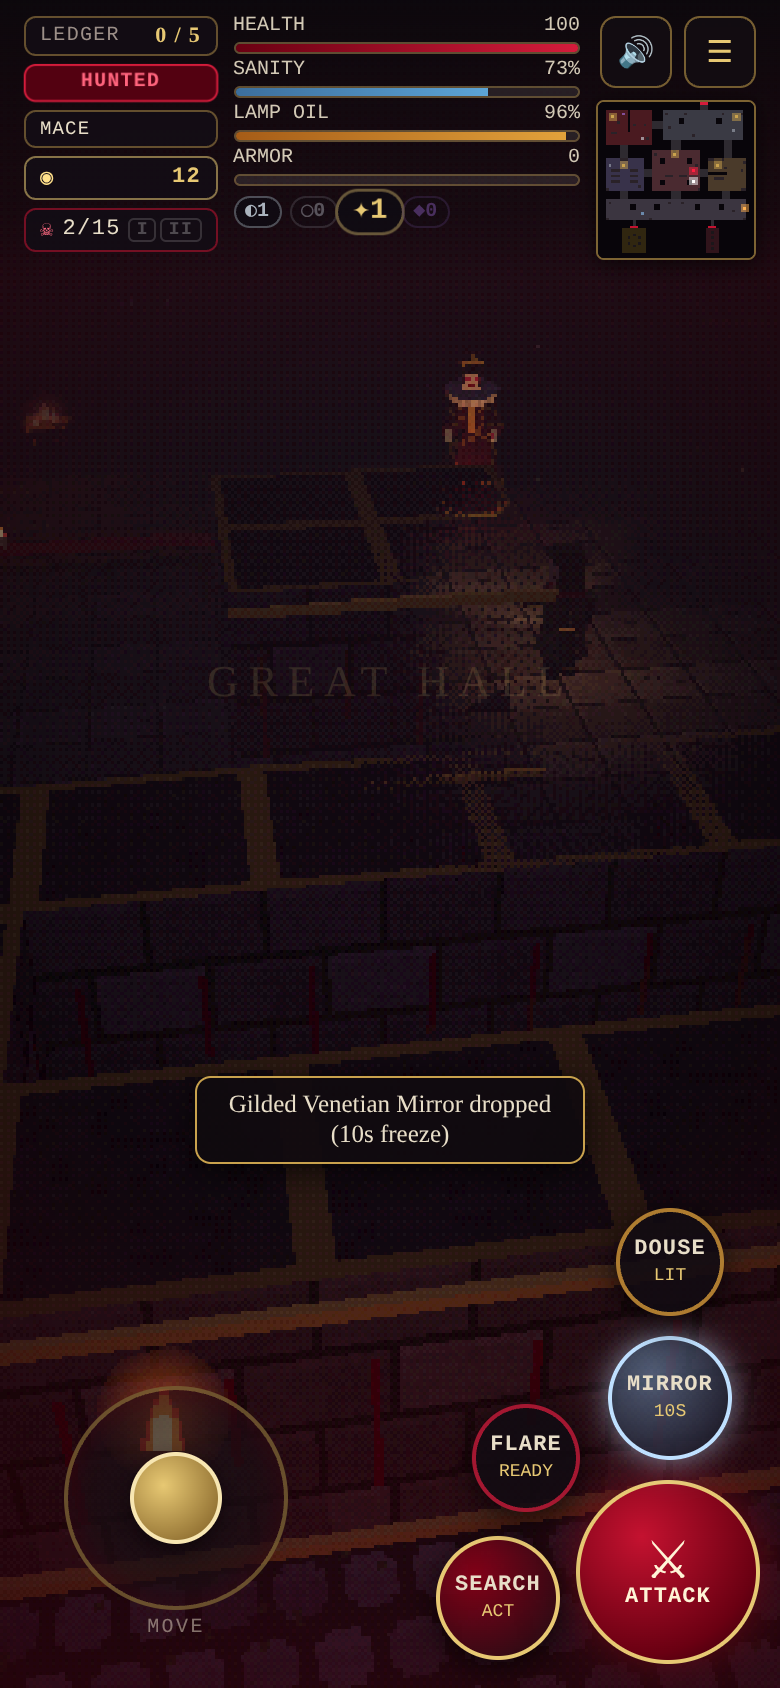 LEDGER 0 / 5
HUNTED
MACE
12
2/15 I II
HEALTH 100
SANITY 73%
LAMP OIL 96%
ARMOR 0
1 0 1 0
GREAT HALL
Gilded Venetian Mirror dropped
(10s freeze)
DOUSE
LIT
MIRROR
10S
FLARE
READY
SEARCH
ACT
ATTACK
MOVE